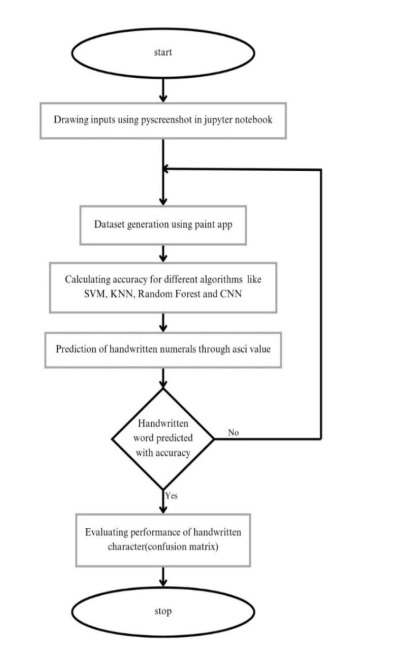 start
Drawing inputs using pyscreenshot in jupyter notebook
Dataset generation using paint app
Calculating accuracy for different algorithms like
SVM, KNN, Random Forest and CNN
Prediction of handwritten numerals through asci value
Handwritten
word predicted
with accuracy
No
Yes
Evaluating performance of handwritten
character(confusion matrix)
stop